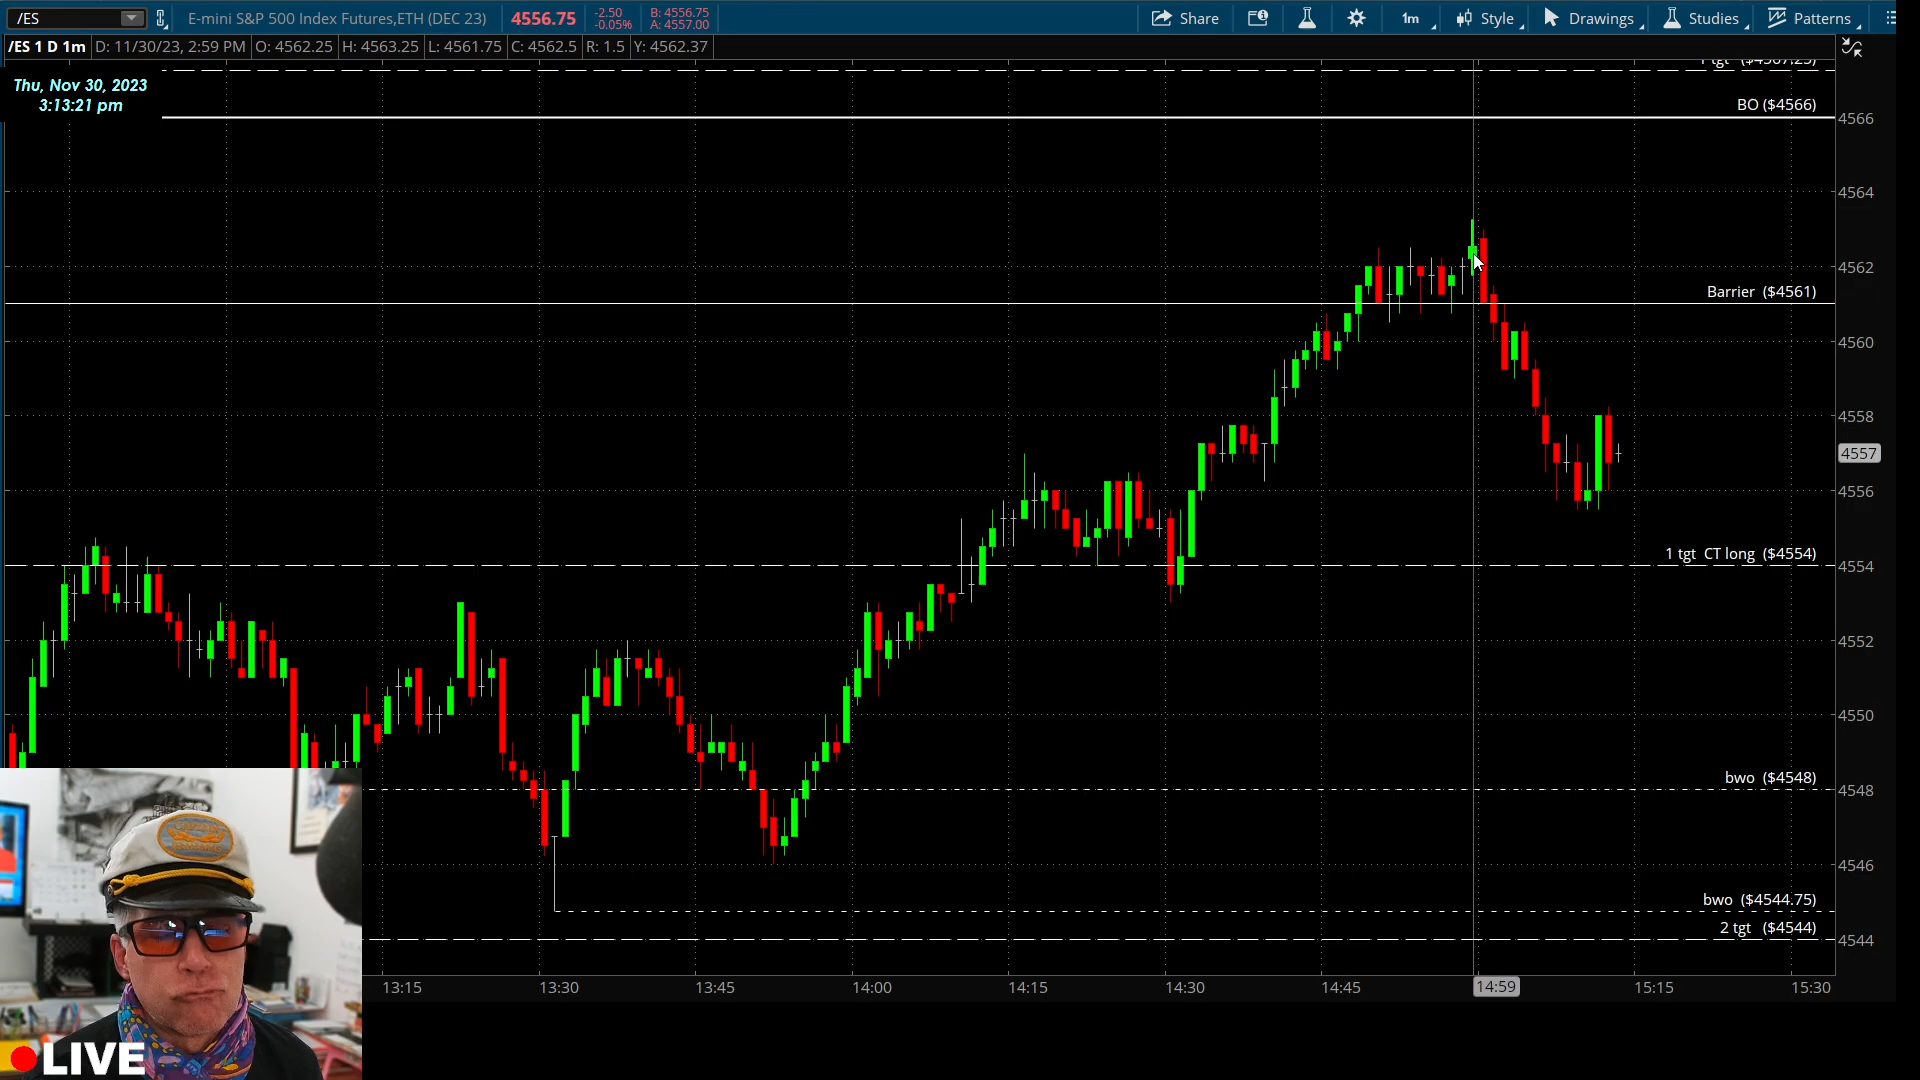 /ES E-mini S&P 500 Index Futures,ETH (DEC 23) 4556.75 -2.50 -0.05% B: 4556.75 A: 4557.00 Share 1m Style Drawings Studies Patterns
/ES 1 D 1m D: 11/30/23, 2:59 PM O: 4562.25 H: 4563.25 L: 4561.75 C: 4562.5 R: 1.5 Y: 4562.37
Thu, Nov 30, 2023
3:13:21 pm
BO ($4566)
4566
4564
4562
Barrier ($4561)
4560
4558
4557
4556
1 tgt CT long ($4554)
4554
4552
4550
bwo ($4548)
4548
4546
bwo ($4544.75)
2 tgt ($4544)
4544
13:15 13:30 13:45 14:00 14:15 14:30 14:45 14:59 15:15 15:30
LIVE